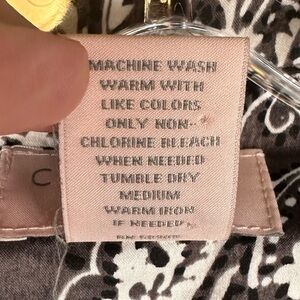 MACHINE WASH
WARM WITH
LIKE COLORS
ONLY NON-
CHLORINE BLEACH
WHEN NEEDED
TUMBLE DRY
MEDIUM
WARM IRON
IF NEEDED
C